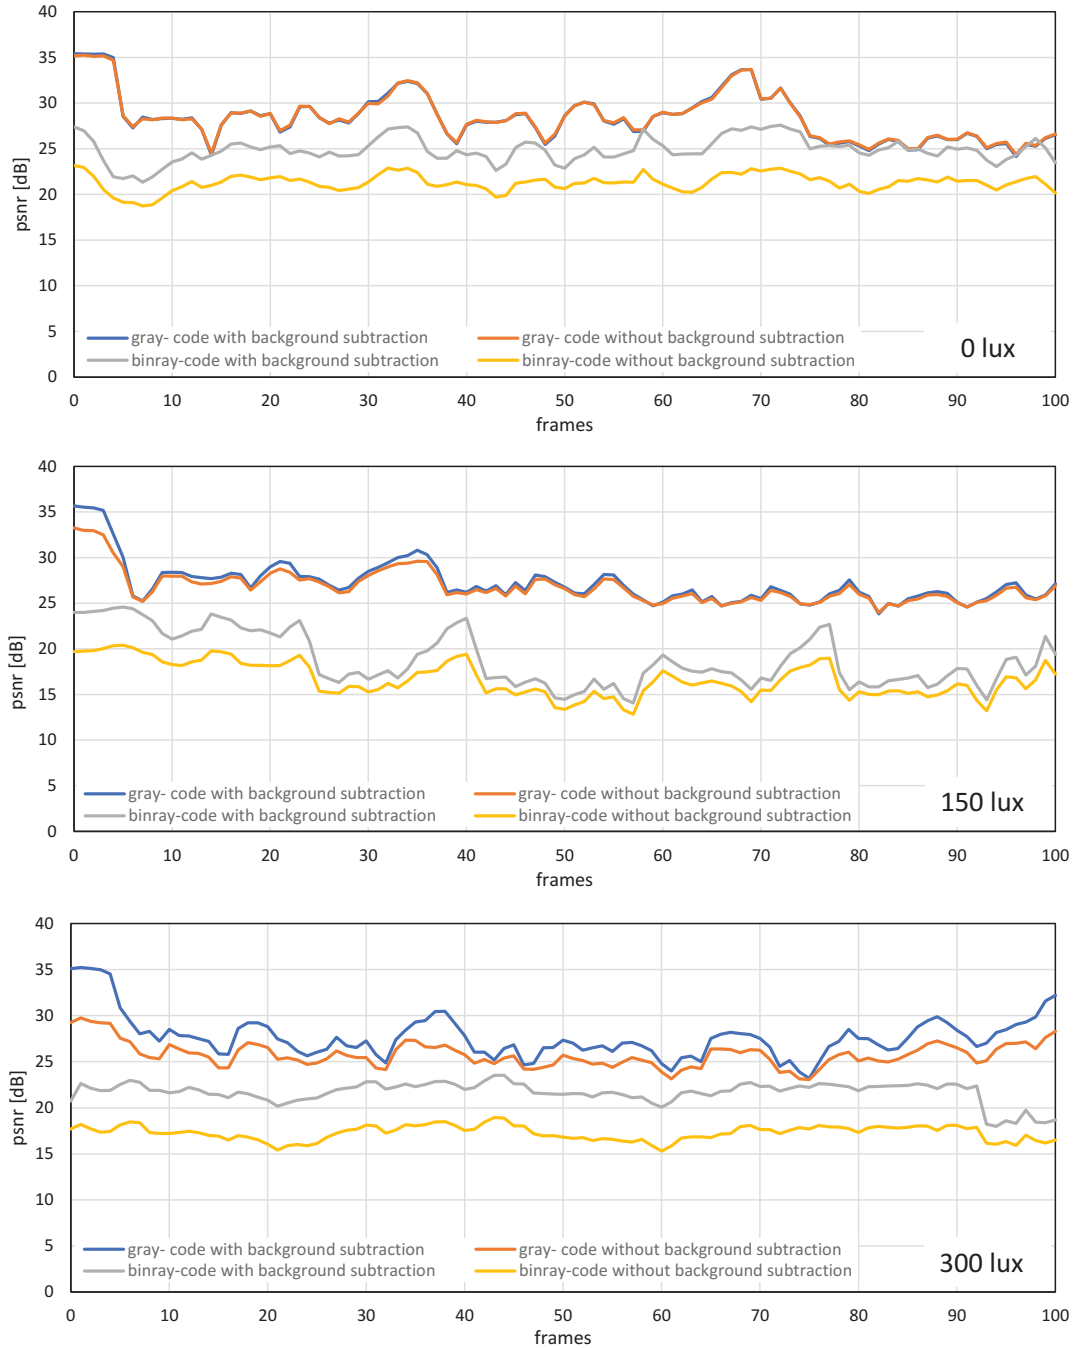 40
35
30
25
20
15
10
5
0
psnr [dB]
gray- code with background subtraction
gray- code without background subtraction
binray-code with background subtraction
binray-code without background subtraction
0 lux
0 10 20 30 40 50 60 70 80 90 100
frames
40
35
30
25
20
15
10
5
0
psnr [dB]
gray- code with background subtraction
gray- code without background subtraction
binray-code with background subtraction
binray-code without background subtraction
150 lux
0 10 20 30 40 50 60 70 80 90 100
frames
40
35
30
25
20
15
10
5
0
psnr [dB]
gray- code with background subtraction
gray- code without background subtraction
binray-code with background subtraction
binray-code without background subtraction
300 lux
0 10 20 30 40 50 60 70 80 90 100
frames